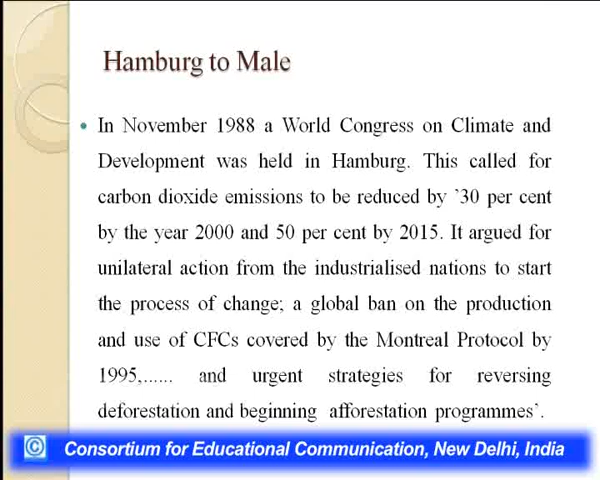 Hamburg to Male
• In November 1988 a World Congress on Climate and
Development was held in Hamburg. This called for
carbon dioxide emissions to be reduced by `30 per cent
by the year 2000 and 50 per cent by 2015. It argued for
unilateral action from the industrialised nations to start
the process of change; a global ban on the production
and use of CFCs covered by the Montreal Protocol by
1995,...... and urgent strategies for reversing
deforestation and beginning afforestation programmes’.
© Consortium for Educational Communication, New Delhi, India